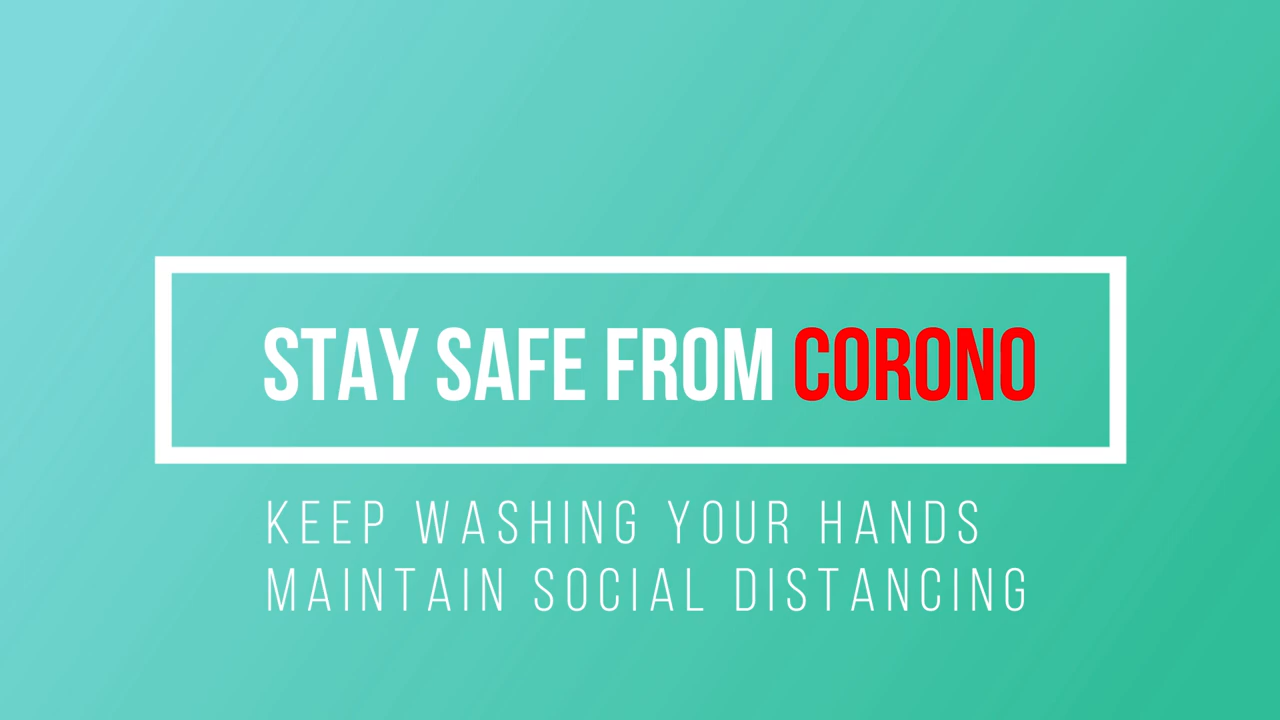 STAY SAFE FROM CORONO
KEEP WASHING YOUR HANDS
MAINTAIN SOCIAL DISTANCING